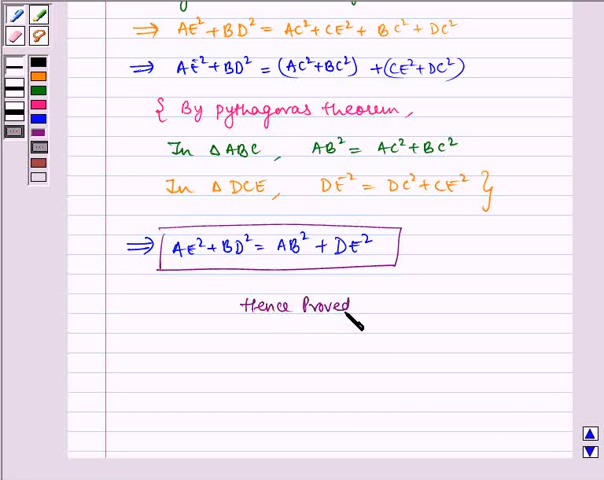 ⇒ AE² + BD² = AC² + CE² + BC² + DC²
⇒ AE² + BD² = (AC² + BC²) + (CE² + DC²)
{ By pythagoras theorem,
In △ABC, AB² = AC² + BC²
In △DCE, DE² = DC² + CE² }
⇒ AE² + BD² = AB² + DE²
Hence Proved